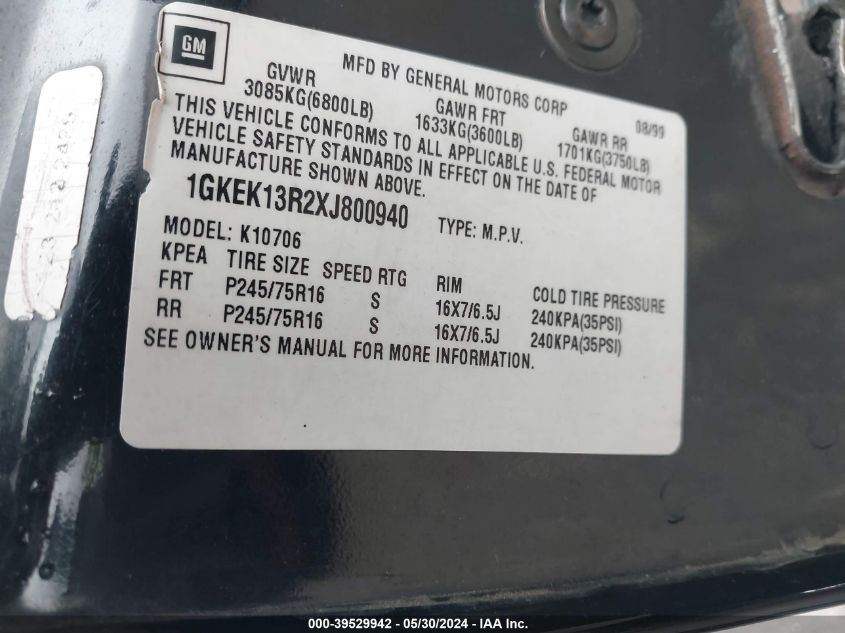 GM
MFD BY GENERAL MOTORS CORP 08/99
GVWR GAWR FRT GAWR RR
3085KG(6800LB) 1633KG(3600LB) 1701KG(3750LB)
THIS VEHICLE CONFORMS TO ALL APPLICABLE U.S. FEDERAL MOTOR
VEHICLE SAFETY STANDARDS IN EFFECT ON THE DATE OF
MANUFACTURE SHOWN ABOVE.
1GKEK13R2XJ800940 TYPE: M.P.V.
MODEL: K10706
KPEA TIRE SIZE SPEED RTG RIM COLD TIRE PRESSURE
FRT P245/75R16 S 16X7/6.5J 240KPA(35PSI)
RR P245/75R16 S 16X7/6.5J 240KPA(35PSI)
SEE OWNER'S MANUAL FOR MORE INFORMATION.
000-39529942 - 05/30/2024 - IAA Inc.